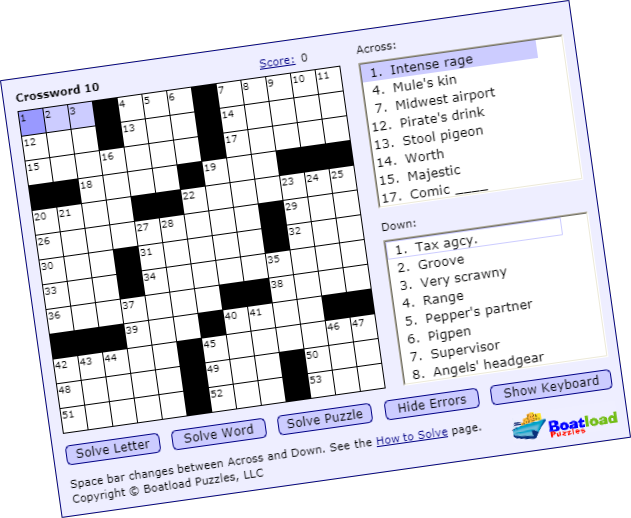 Crossword 10
Score: 0
1 2 3 4 5 6 7 8 9 10 11
12 13 14
15 16 17
18 19
20 21 22 23 24 25
26 27 28 29
30 31 32
33 34 35
36 37 38
39 40 41
42 43 44 45 46 47
48 49 50
51 52 53
Across:
1. Intense rage
4. Mule's kin
7. Midwest airport
12. Pirate's drink
13. Stool pigeon
14. Worth
15. Majestic
17. Comic ____
Down:
1. Tax agcy.
2. Groove
3. Very scrawny
4. Range
5. Pepper's partner
6. Pigpen
7. Supervisor
8. Angels' headgear
Solve Letter Solve Word Solve Puzzle Hide Errors Show Keyboard
Space bar changes between Across and Down. See the How to Solve page.
Copyright © Boatload Puzzles, LLC
Boatload
Puzzles